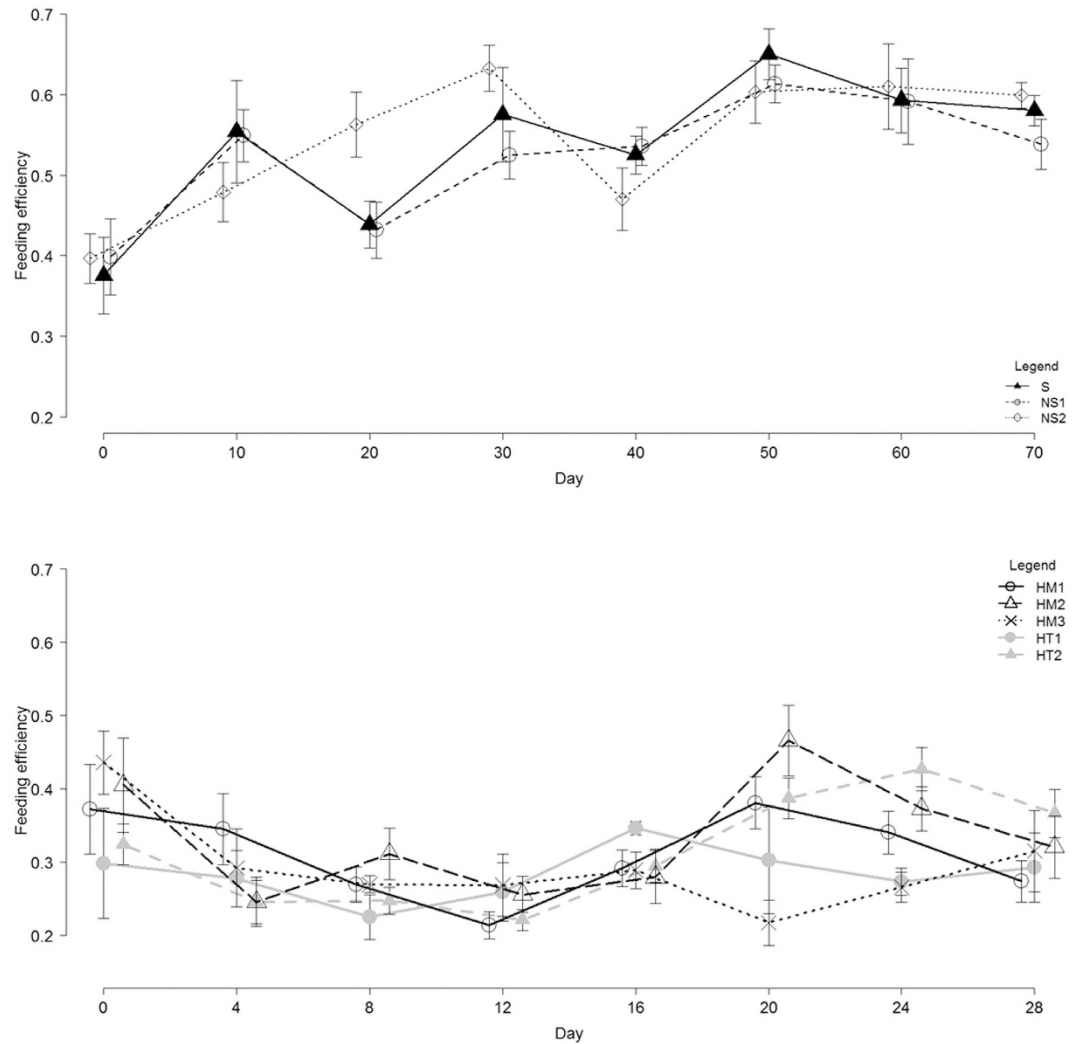 0.7
0.6
0.5
0.4
0.3
0.2
Feeding efficiency
Legend
S
NS1
NS2
0 10 20 30 40 50 60 70
Day
0.7
0.6
0.5
0.4
0.3
0.2
Feeding efficiency
Legend
HM1
HM2
HM3
HT1
HT2
0 4 8 12 16 20 24 28
Day